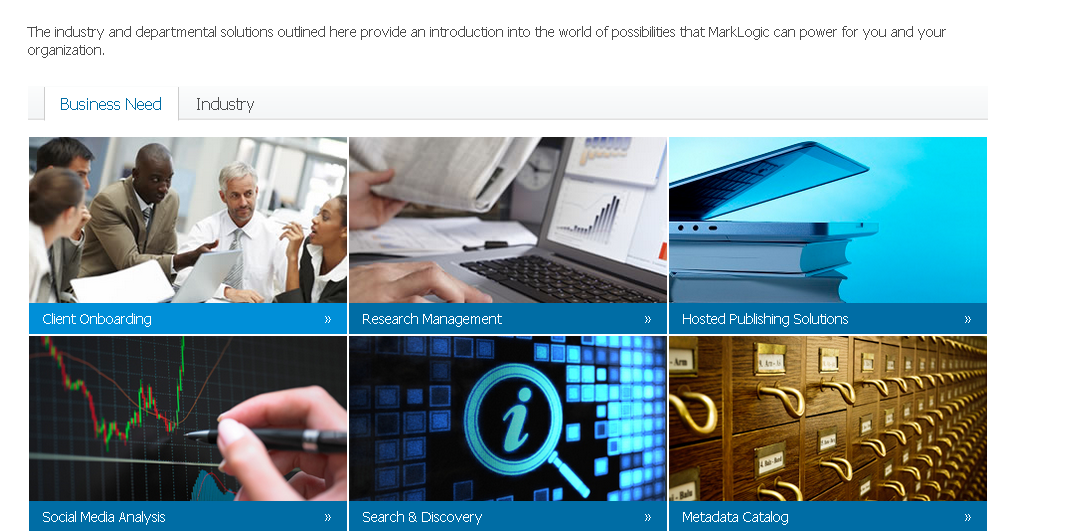 The industry and departmental solutions outlined here provide an introduction into the world of possibilities that MarkLogic can power for you and your
organization.
Business Need
Industry
Client Onboarding »
Research Management »
Hosted Publishing Solutions »
Social Media Analysis »
Search & Discovery »
Metadata Catalog »